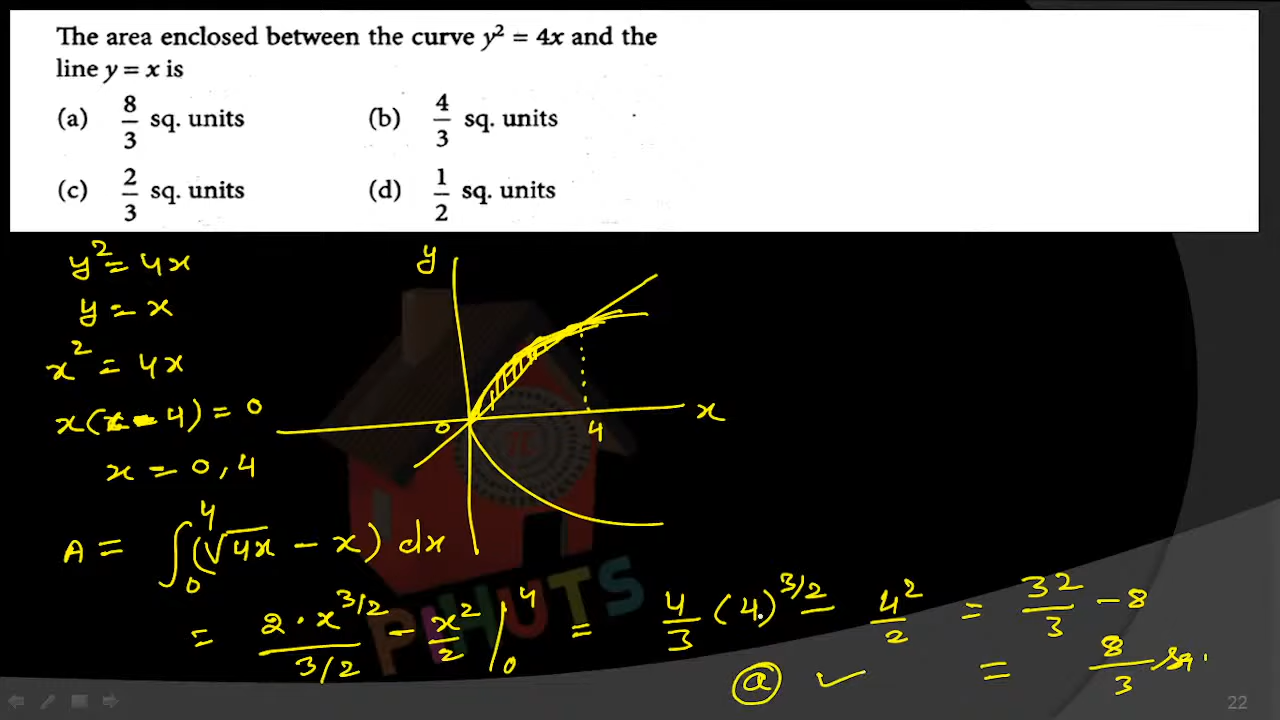 The area enclosed between the curve y² = 4x and the
line y = x is
(a) 8/3 sq. units (b) 4/3 sq. units
(c) 2/3 sq. units (d) 1/2 sq. units
y² = 4x
y = x
x² = 4x
x(x - 4) = 0
x = 0, 4
y
x
0
4
A = ∫₀⁴ (√4x - x) dx
= 2 · x^3/2 / 3/2 - x²/2 |₀⁴ = 4/3 (4)^3/2 - 4²/2 = 32/3 - 8
(a) ✓ = 8/3 sq.
π
PIHUTS
22